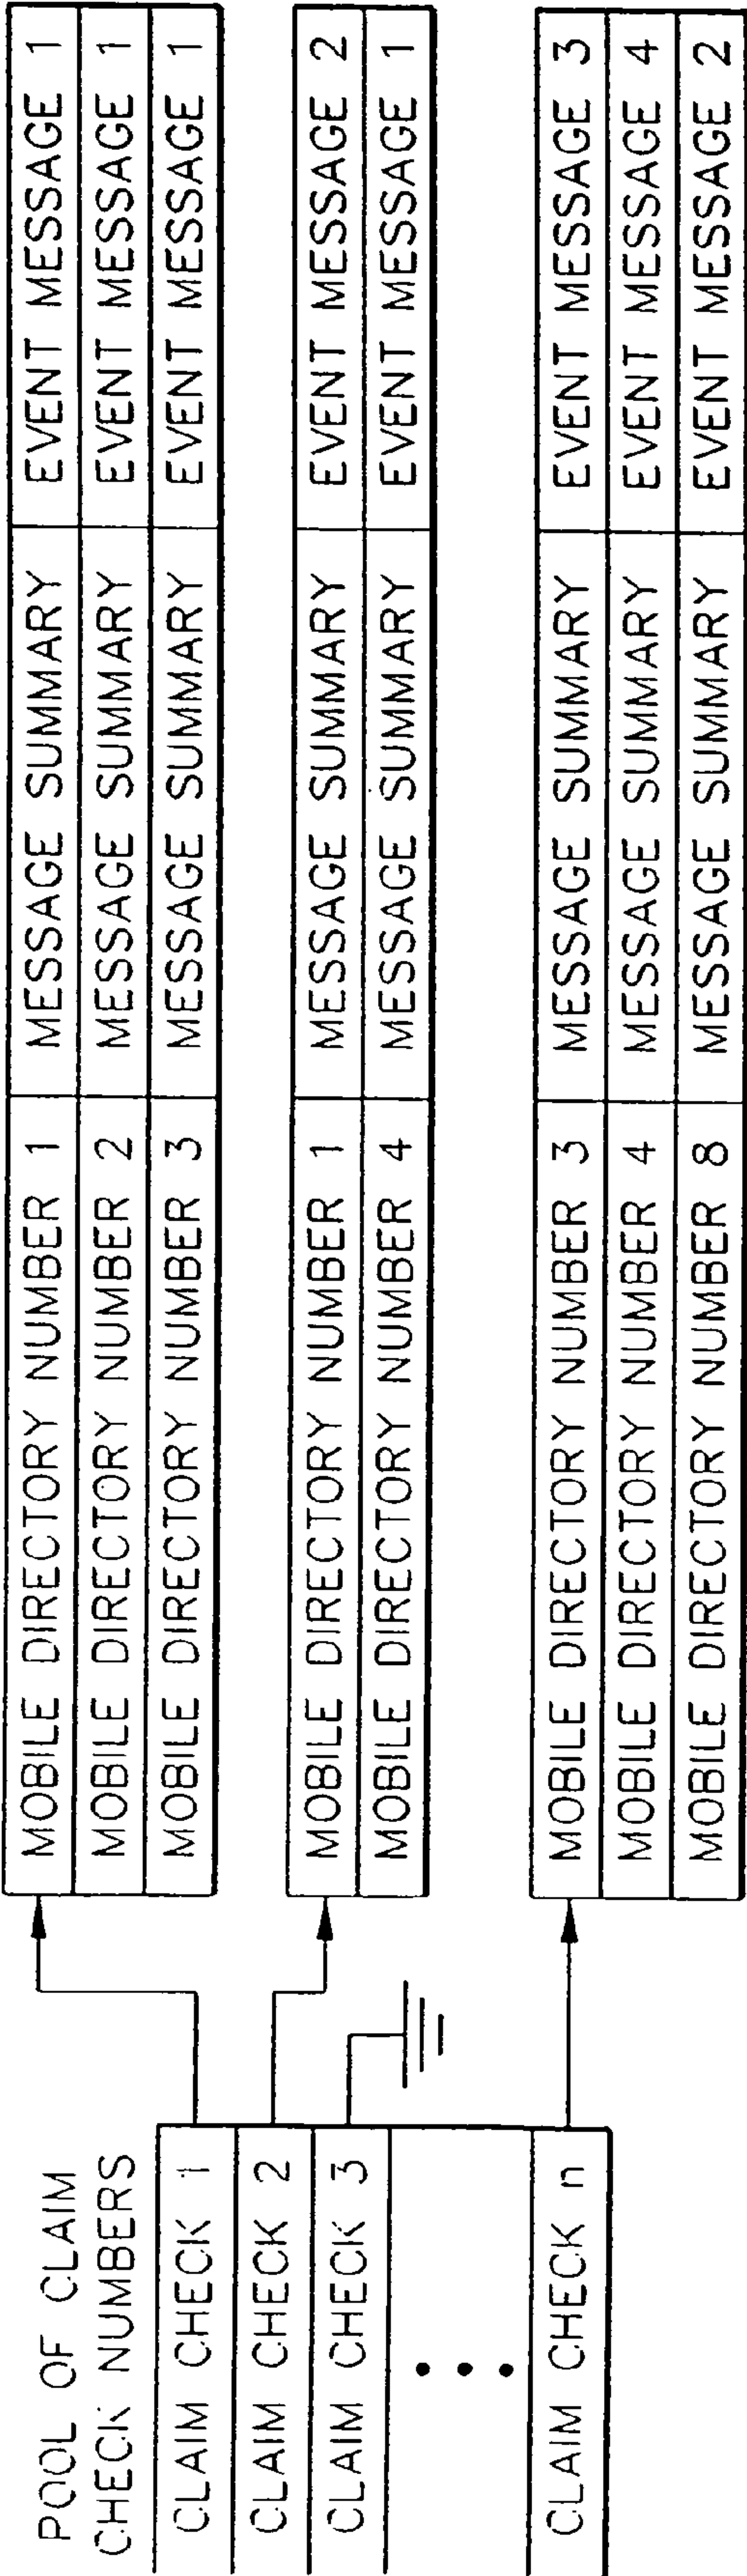 POOL OF CLAIM
CHECK NUMBERS
CLAIM CHECK 1
CLAIM CHECK 2
CLAIM CHECK 3
CLAIM CHECK n
MOBILE DIRECTORY NUMBER 1 MESSAGE SUMMARY EVENT MESSAGE 1
MOBILE DIRECTORY NUMBER 2 MESSAGE SUMMARY EVENT MESSAGE 1
MOBILE DIRECTORY NUMBER 3 MESSAGE SUMMARY EVENT MESSAGE 1
MOBILE DIRECTORY NUMBER 1 MESSAGE SUMMARY EVENT MESSAGE 2
MOBILE DIRECTORY NUMBER 4 MESSAGE SUMMARY EVENT MESSAGE 1
MOBILE DIRECTORY NUMBER 3 MESSAGE SUMMARY EVENT MESSAGE 3
MOBILE DIRECTORY NUMBER 4 MESSAGE SUMMARY EVENT MESSAGE 4
MOBILE DIRECTORY NUMBER 8 MESSAGE SUMMARY EVENT MESSAGE 2